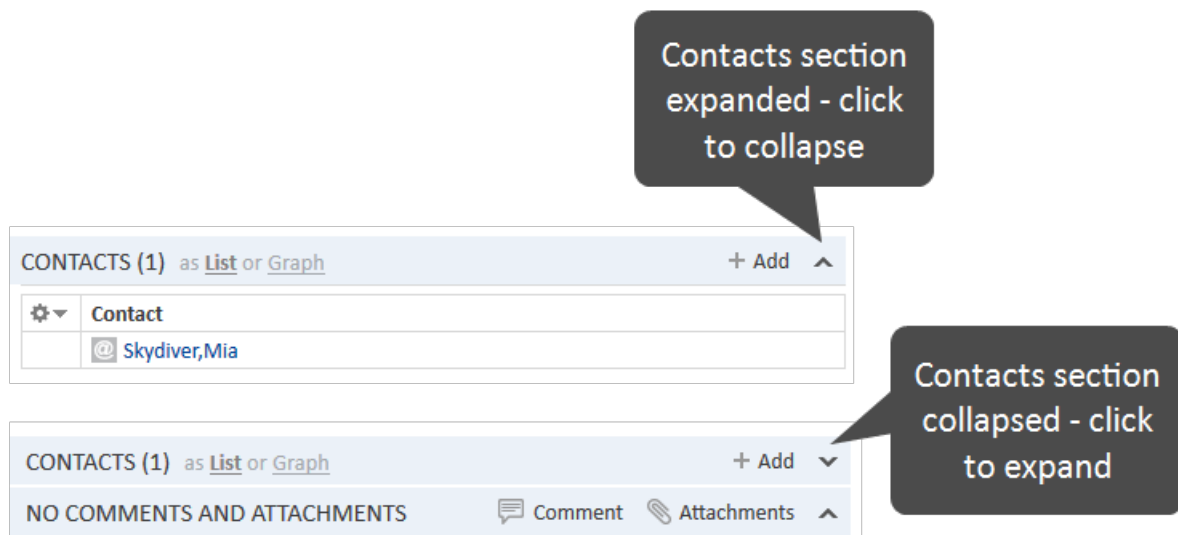 Contacts section
expanded - click
to collapse
CONTACTS (1) as List or Graph + Add
Contact
@ Skydiver,Mia
Contacts section
collapsed - click
to expand
CONTACTS (1) as List or Graph + Add
NO COMMENTS AND ATTACHMENTS Comment Attachments